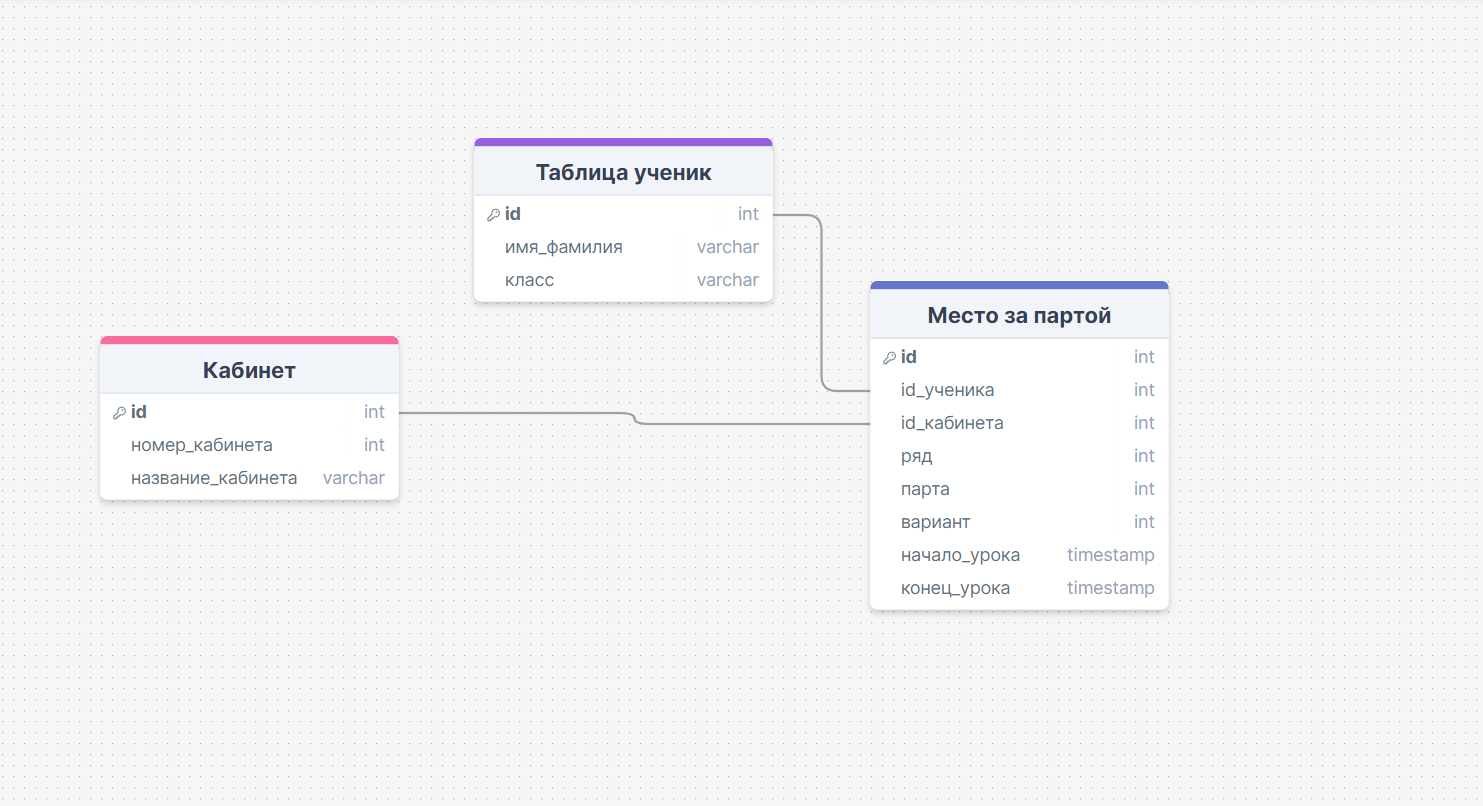 Таблица ученик
id int
имя_фамилия varchar
класс varchar
Кабинет
id int
номер_кабинета int
название_кабинета varchar
Место за партой
id int
id_ученика int
id_кабинета int
ряд int
парта int
вариант int
начало_урока timestamp
конец_урока timestamp